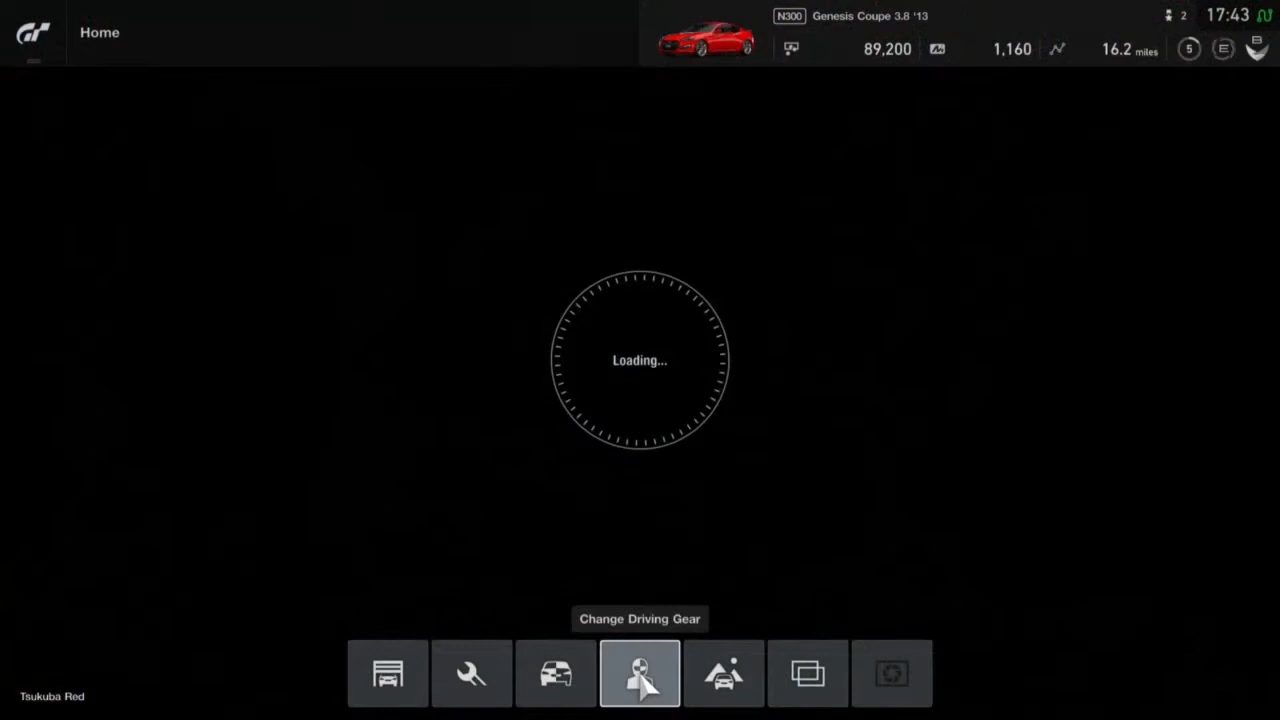 Home
N300 Genesis Coupe 3.8 '13
2 17:43
89,200 1,160 16.2 miles 5 E B
Loading...
Change Driving Gear
Tsukuba Red